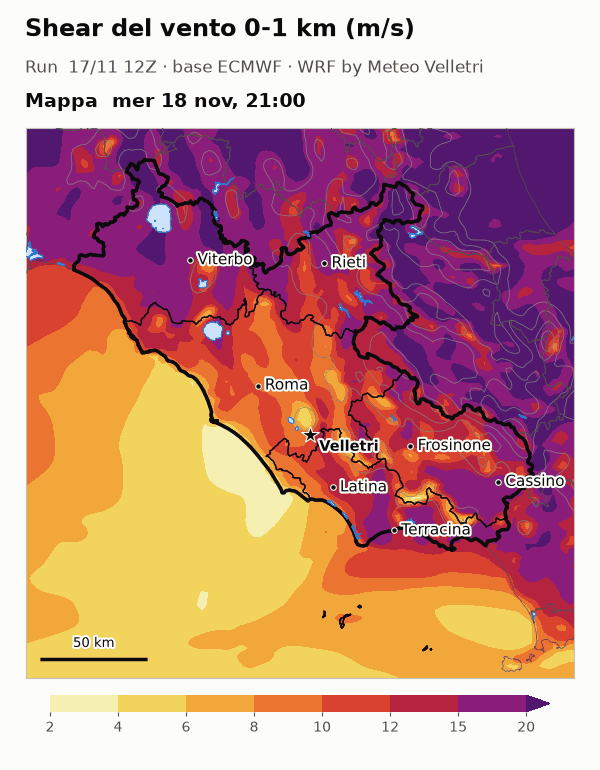 Shear del vento 0-1 km (m/s)
Run 17/11 12Z · base ECMWF · WRF by Meteo Velletri
Mappa mer 18 nov, 21:00
Viterbo
Rieti
Roma
Velletri
Frosinone
Latina
Cassino
Terracina
50 km
2 4 6 8 10 12 15 20